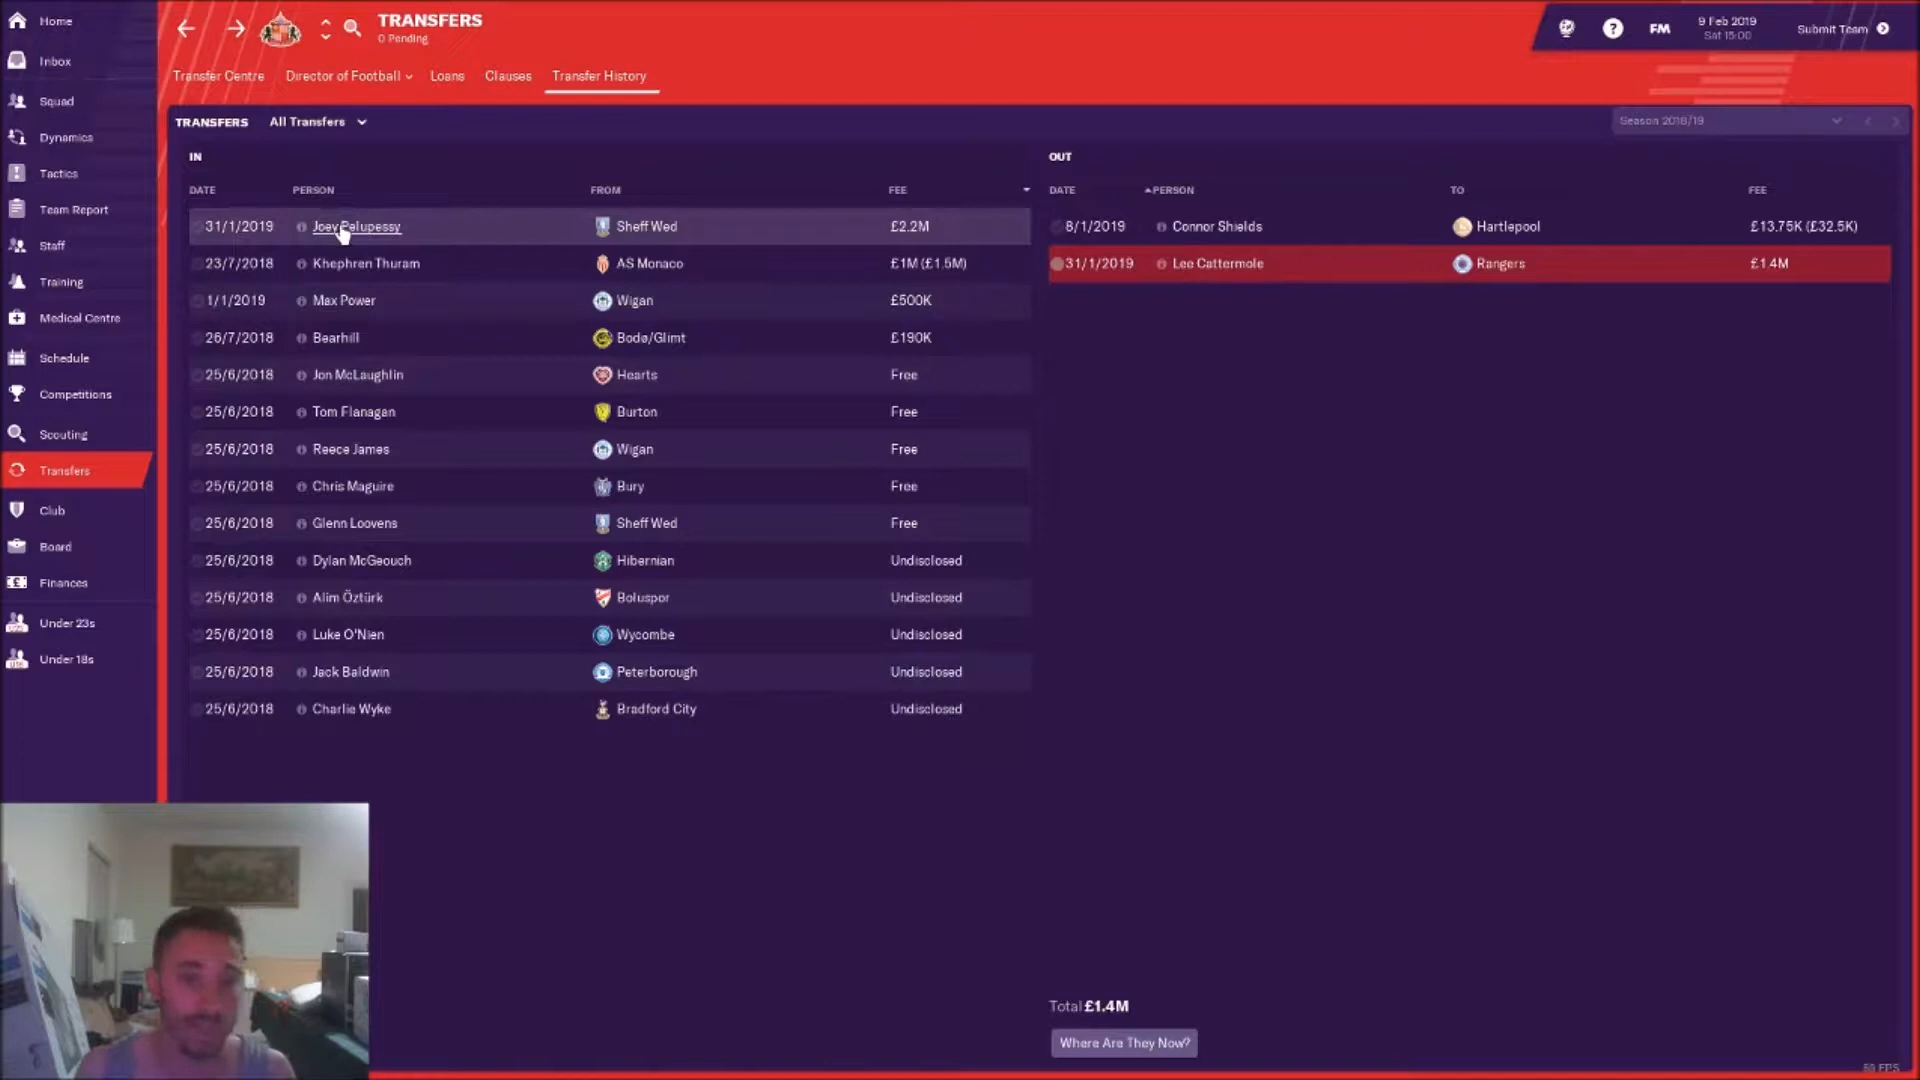 Home
Inbox
Squad
Dynamics
Tactics
Team Report
Staff
Training
Medical Centre
Schedule
Competitions
Scouting
Transfers
Club
Board
Finances
Under 23s
Under 18s
TRANSFERS
0 Pending
FM
9 Feb 2019
Sat 15:00
Submit Team
Transfer Centre Director of Football Loans Clauses Transfer History
TRANSFERS All Transfers
Season 2018/19
IN
DATE PERSON FROM FEE
31/1/2019 Joey Pelupessy Sheff Wed £2.2M
23/7/2018 Khephren Thuram AS Monaco £1M (£1.5M)
1/1/2019 Max Power Wigan £500K
26/7/2018 Bearhill Bodø/Glimt £190K
25/6/2018 Jon McLaughlin Hearts Free
25/6/2018 Tom Flanagan Burton Free
25/6/2018 Reece James Wigan Free
25/6/2018 Chris Maguire Bury Free
25/6/2018 Glenn Loovens Sheff Wed Free
25/6/2018 Dylan McGeouch Hibernian Undisclosed
25/6/2018 Alim Öztürk Boluspor Undisclosed
25/6/2018 Luke O'Nien Wycombe Undisclosed
25/6/2018 Jack Baldwin Peterborough Undisclosed
25/6/2018 Charlie Wyke Bradford City Undisclosed
OUT
DATE PERSON TO FEE
8/1/2019 Connor Shields Hartlepool £13.75K (£32.5K)
31/1/2019 Lee Cattermole Rangers £1.4M
Total £1.4M
Where Are They Now?